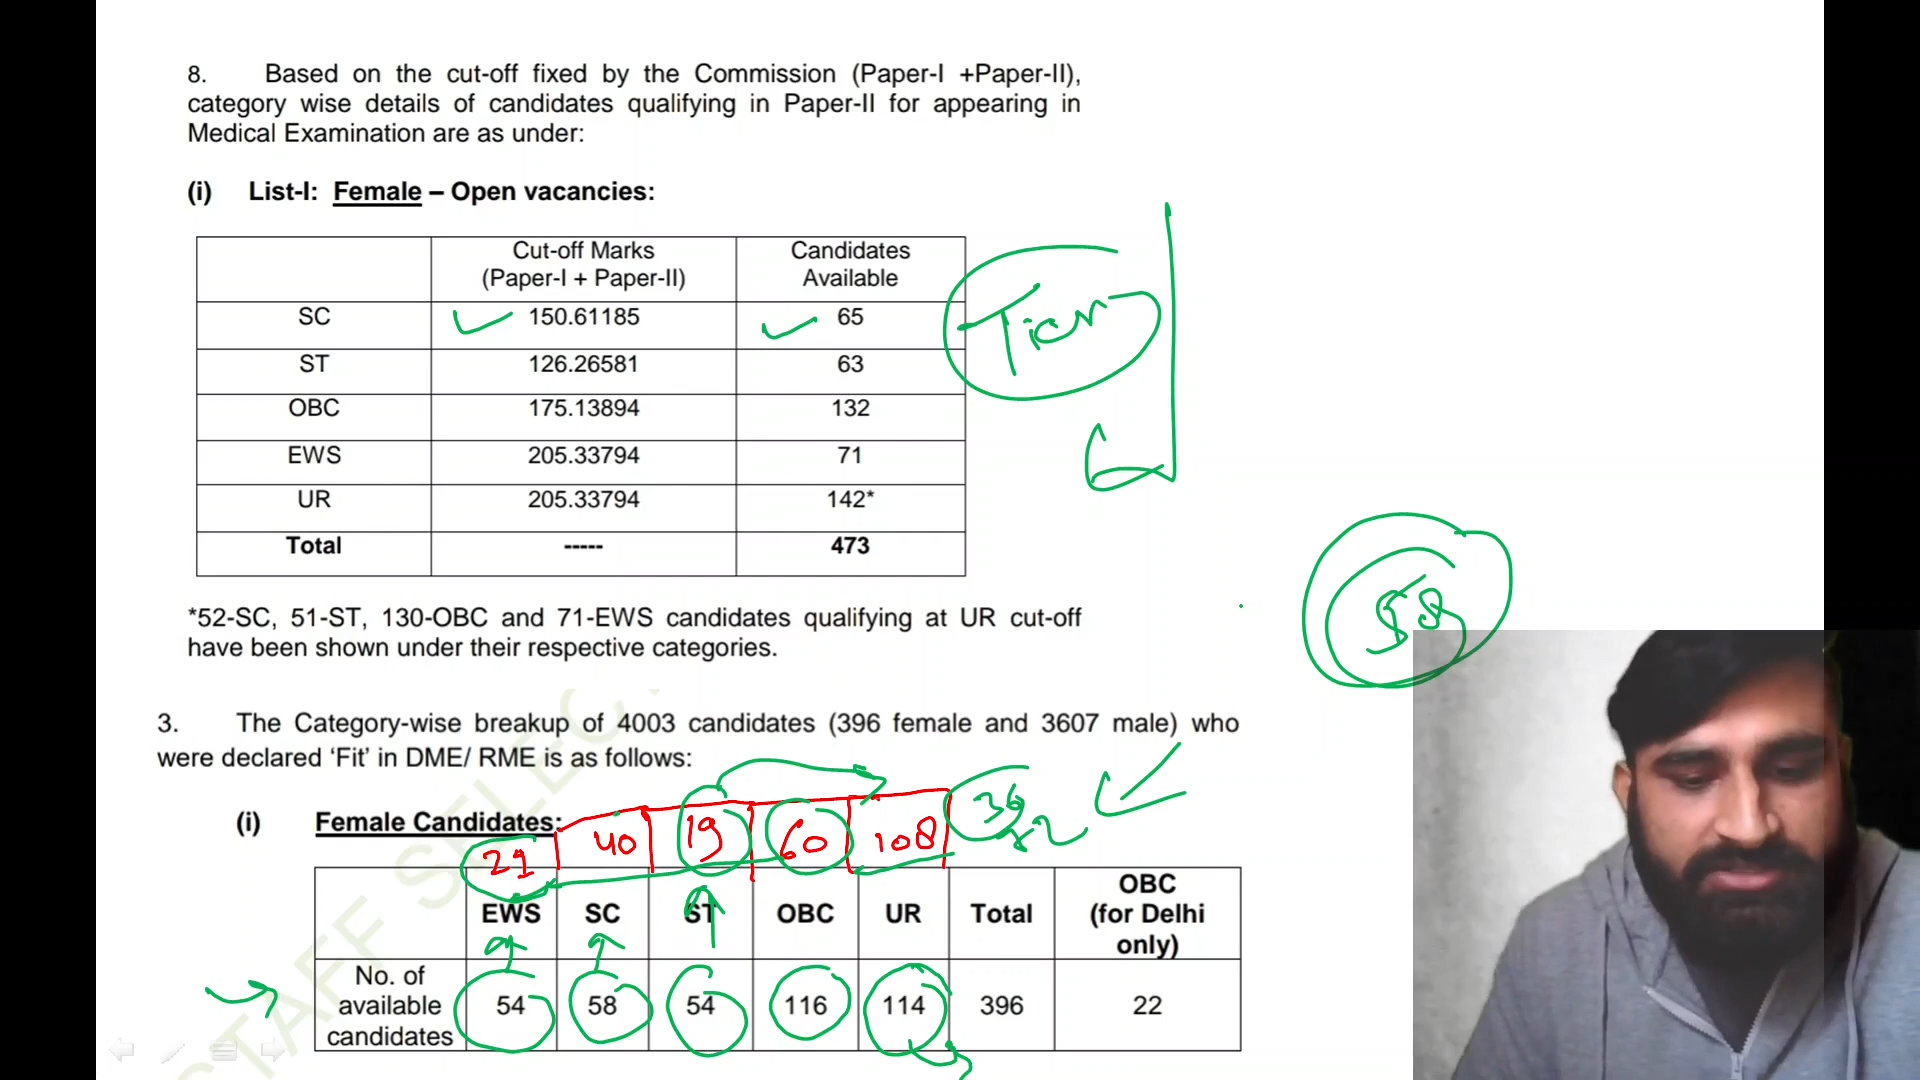 8. Based on the cut-off fixed by the Commission (Paper-I +Paper-II),
category wise details of candidates qualifying in Paper-II for appearing in
Medical Examination are as under:
(i) List-I: Female – Open vacancies:
Cut-off Marks (Paper-I + Paper-II) Candidates Available
SC 150.61185 65
ST 126.26581 63
OBC 175.13894 132
EWS 205.33794 71
UR 205.33794 142*
Total ----- 473
*52-SC, 51-ST, 130-OBC and 71-EWS candidates qualifying at UR cut-off
have been shown under their respective categories.
58
3. The Category-wise breakup of 4003 candidates (396 female and 3607 male) who
were declared ‘Fit’ in DME/ RME is as follows:
(i) Female Candidates:
21 40 19 60 108
EWS SC ST OBC UR Total OBC (for Delhi only)
No. of available candidates 54 58 54 116 114 396 22
STAFF SELEC